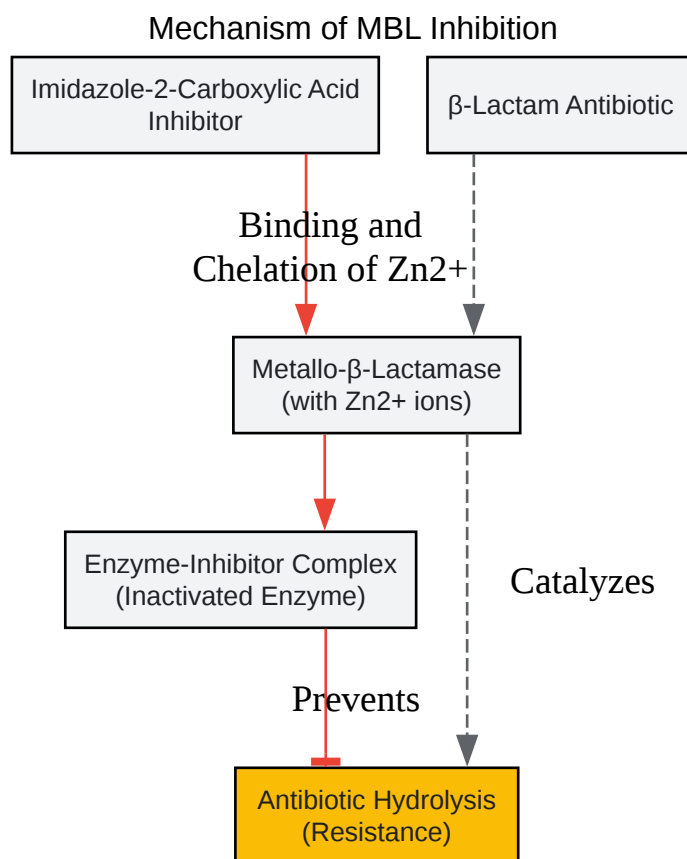 Mechanism of MBL Inhibition
Imidazole-2-Carboxylic Acid
Inhibitor
β-Lactam Antibiotic
Binding and
Chelation of Zn2+
Metallo-β-Lactamase
(with Zn2+ ions)
Enzyme-Inhibitor Complex
(Inactivated Enzyme)
Catalyzes
Prevents
Antibiotic Hydrolysis
(Resistance)